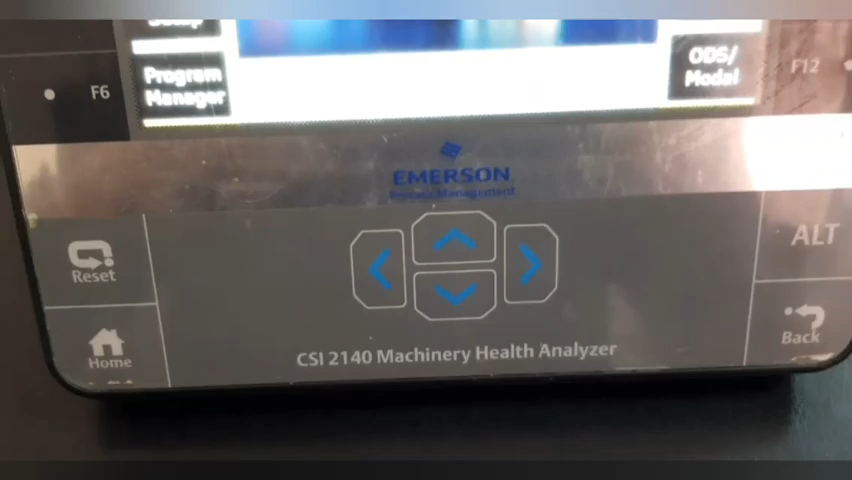 F6
Program
Manager
ODS/
Modal
F12
EMERSON
Process Management
Reset
ALT
Home
Back
CSI 2140 Machinery Health Analyzer